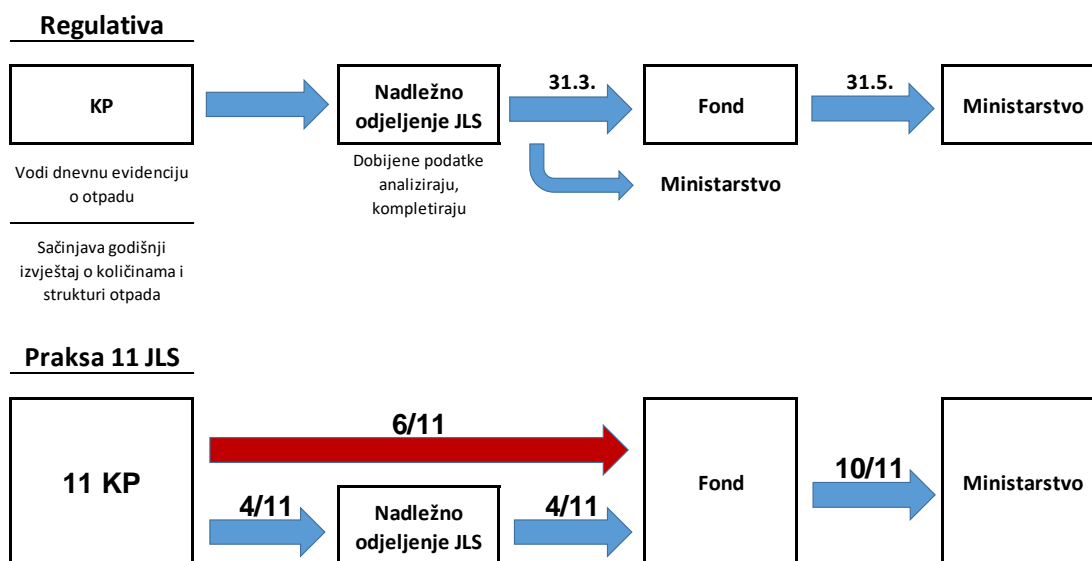 Regulativa
KP
Nadležno
odjeljenje JLS
31.3.
Fond
31.5.
Ministarstvo
Vodi dnevnu evidenciju
o otpadu
Dobijene podatke
analiziraju,
kompletiraju
Ministarstvo
Sačinjava godišnji
izvještaj o količinama i
strukturi otpada
Praksa 11 JLS
11 KP
6/11
4/11
Nadležno
odjeljenje JLS
4/11
Fond
10/11
Ministarstvo